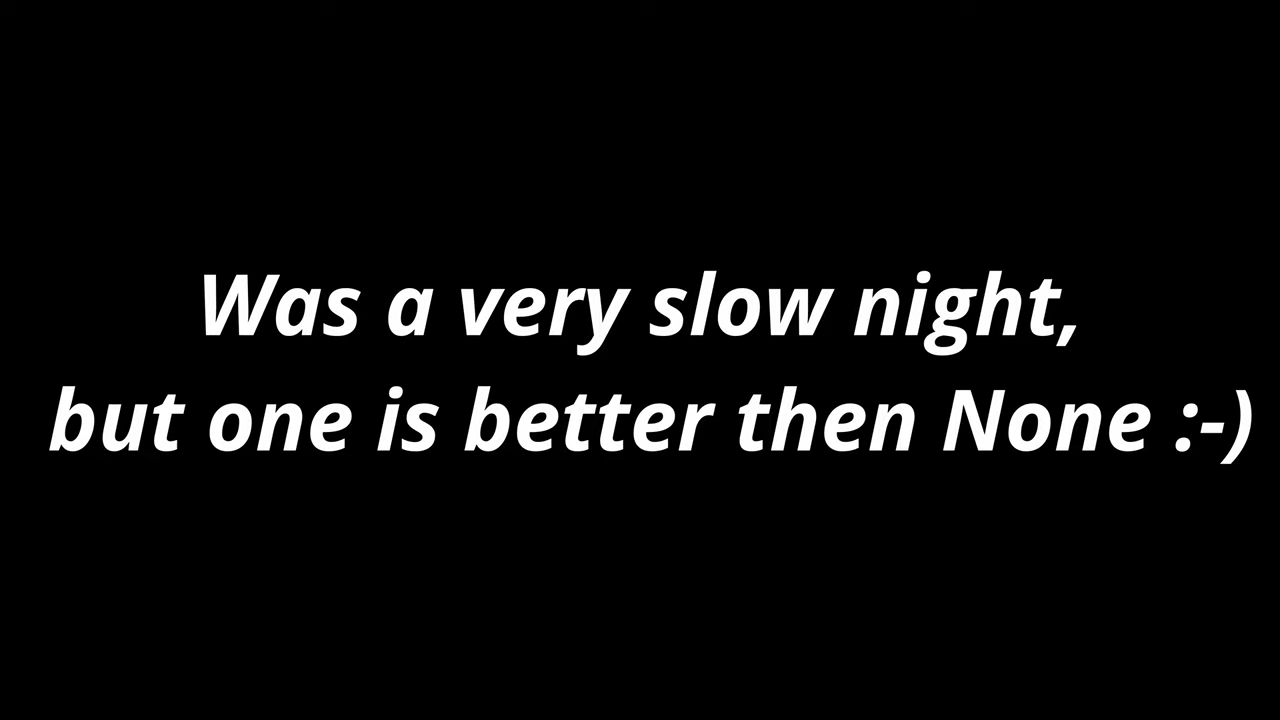 Was a very slow night,
but one is better then None :-)